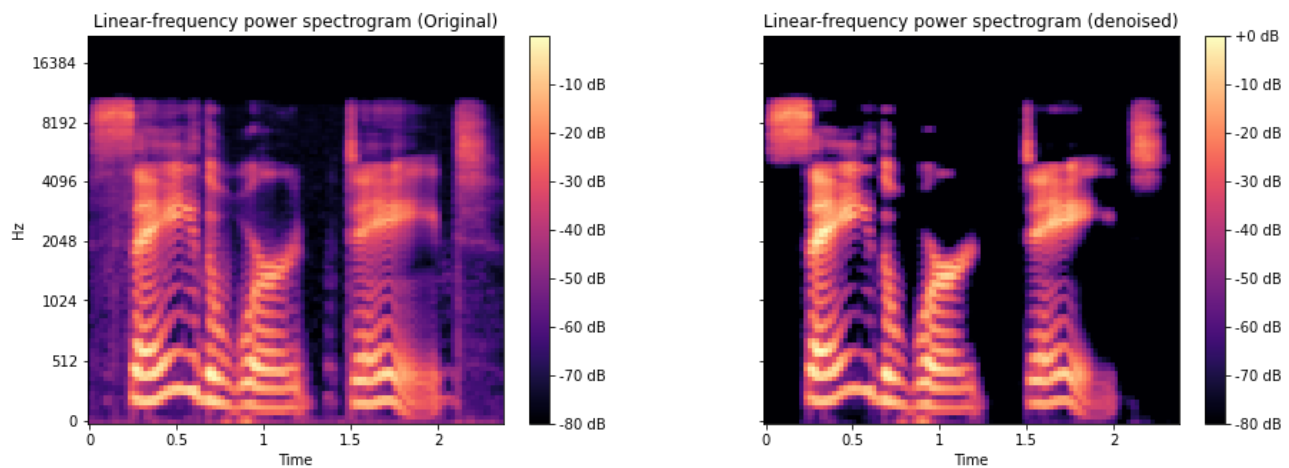 Linear-frequency power spectrogram (Original)
16384
8192
4096
2048
1024
512
0
Hz
0
0.5
1
1.5
2
Time
-10 dB
-20 dB
-30 dB
-40 dB
-50 dB
-60 dB
-70 dB
-80 dB
Linear-frequency power spectrogram (denoised)
0
0.5
1
1.5
2
Time
+0 dB
-10 dB
-20 dB
-30 dB
-40 dB
-50 dB
-60 dB
-70 dB
-80 dB